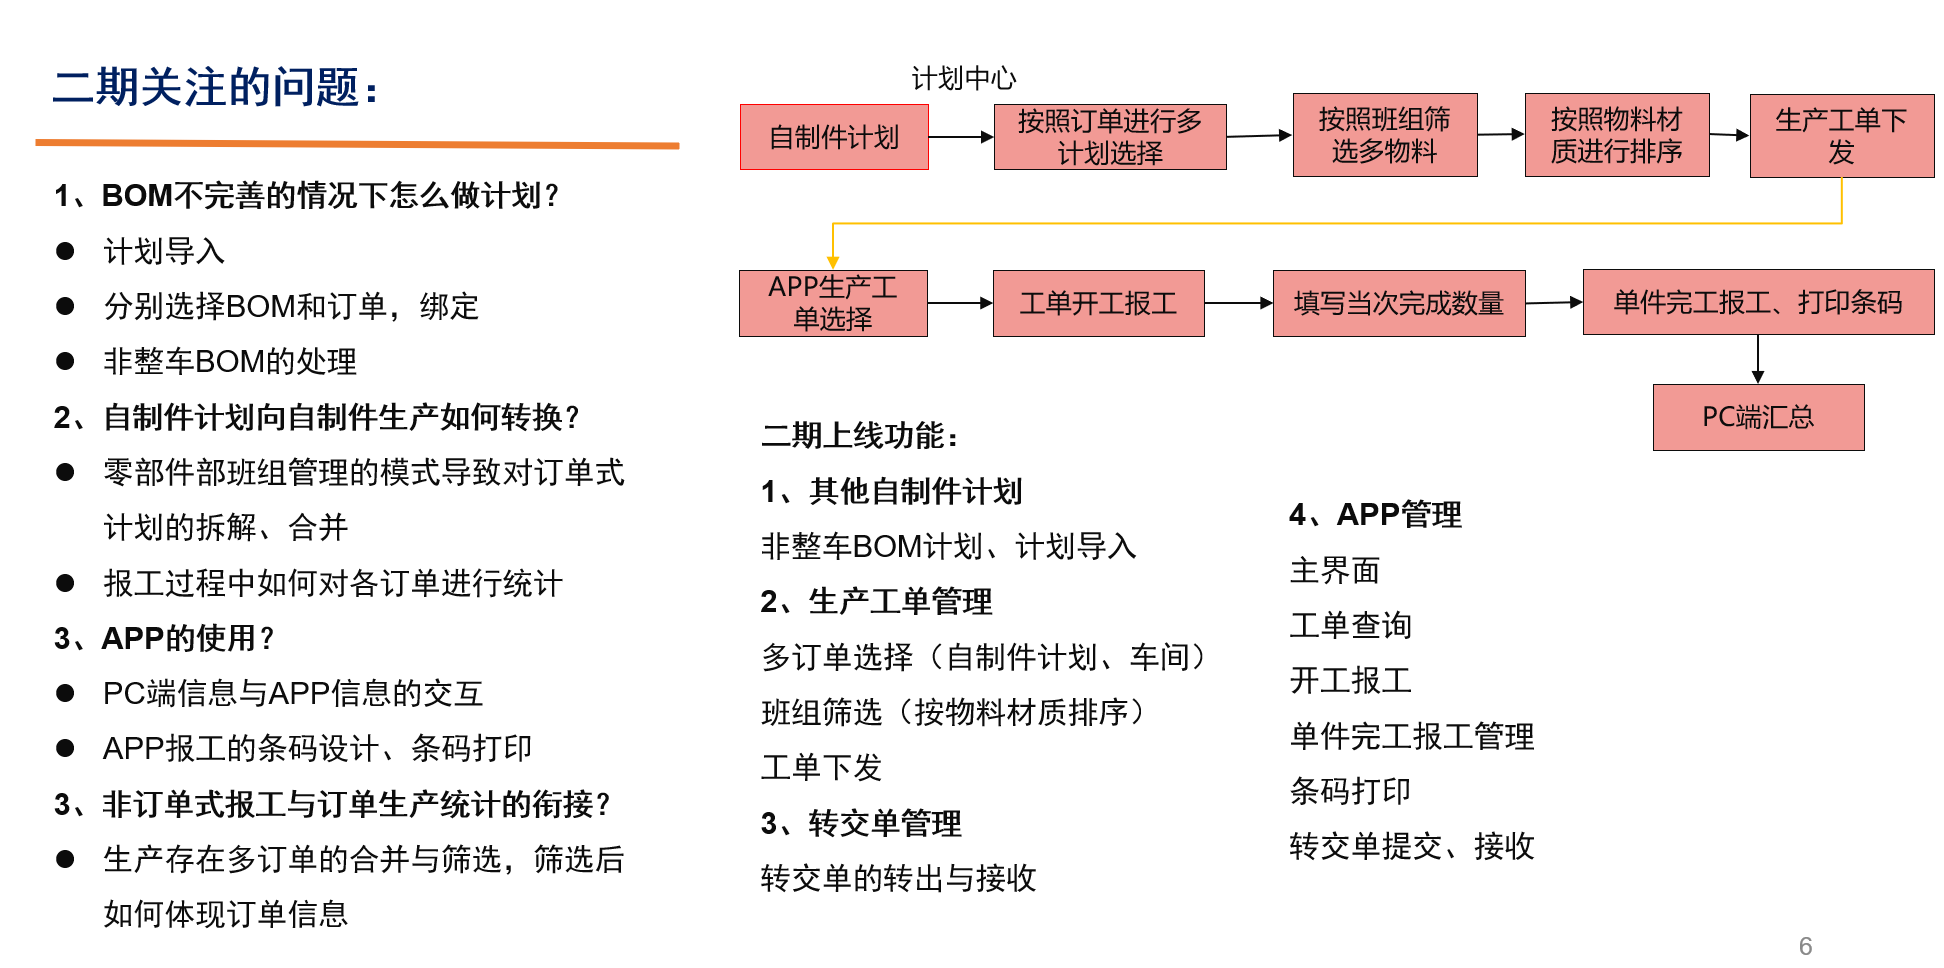 二期关注的问题：
1、BOM不完善的情况下怎么做计划？
● 计划导入
● 分别选择BOM和订单，绑定
● 非整车BOM的处理
2、自制件计划向自制件生产如何转换？
● 零部件部班组管理的模式导致对订单式
计划的拆解、合并
● 报工过程中如何对各订单进行统计
3、APP的使用？
● PC端信息与APP信息的交互
● APP报工的条码设计、条码打印
3、非订单式报工与订单生产统计的衔接？
● 生产存在多订单的合并与筛选，筛选后
如何体现订单信息
计划中心
自制件计划
按照订单进行多
计划选择
按照班组筛
选多物料
按照物料材
质进行排序
生产工单下
发
APP生产工
单选择
工单开工报工
填写当次完成数量
单件完工报工、打印条码
PC端汇总
二期上线功能：
1、其他自制件计划
非整车BOM计划、计划导入
2、生产工单管理
多订单选择（自制件计划、车间）
班组筛选（按物料材质排序）
工单下发
3、转交单管理
转交单的转出与接收
4、APP管理
主界面
工单查询
开工报工
单件完工报工管理
条码打印
转交单提交、接收
6